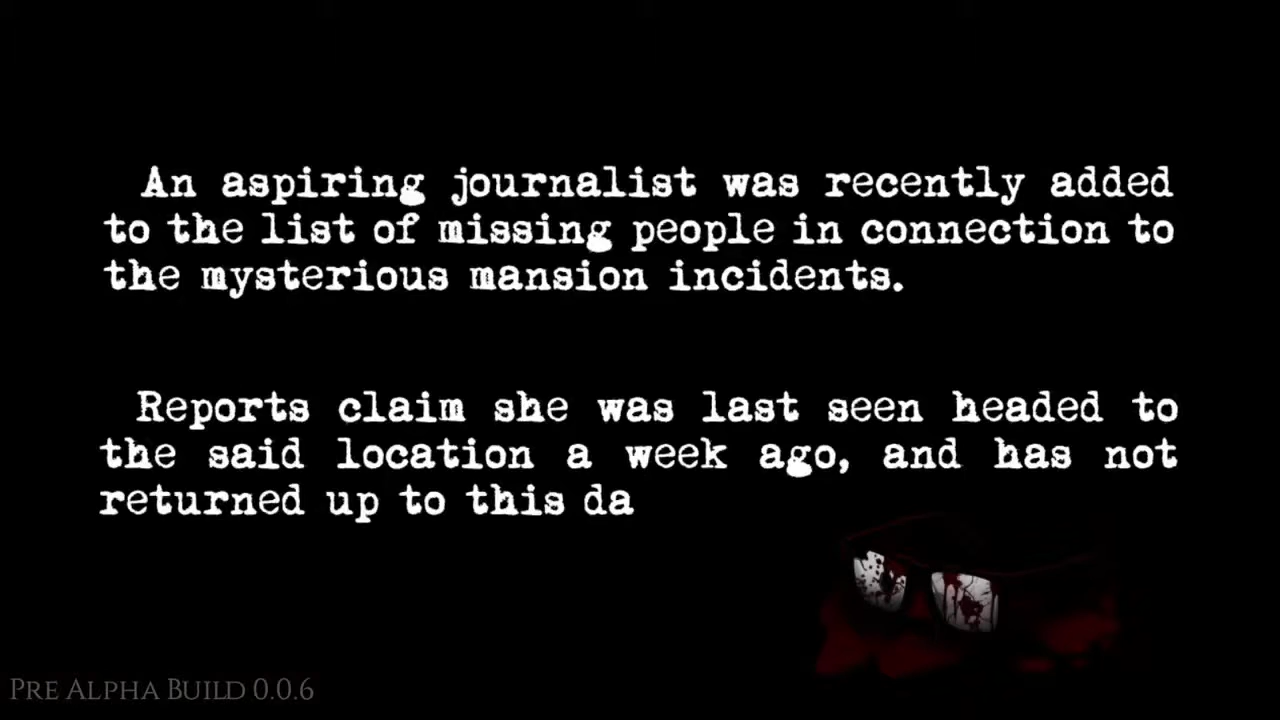 An aspiring journalist was recently added
to the list of missing people in connection to
the mysterious mansion incidents.
Reports claim she was last seen headed to
the said location a week ago, and has not
returned up to this da
Pre Alpha Build 0.0.6